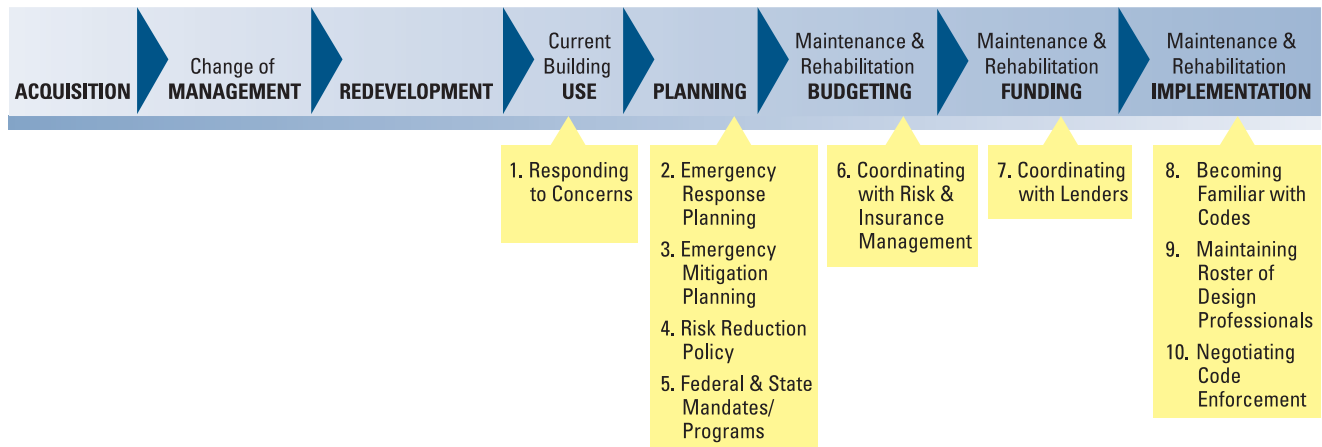 ACQUISITION
Change of
MANAGEMENT
REDEVELOPMENT
Current
Building
USE
PLANNING
Maintenance &
Rehabilitation
BUDGETING
Maintenance &
Rehabilitation
FUNDING
Maintenance &
Rehabilitation
IMPLEMENTATION
1. Responding
to Concerns
2. Emergency
Response
Planning
3. Emergency
Mitigation
Planning
4. Risk Reduction
Policy
5. Federal & State
Mandates/
Programs
6. Coordinating
with Risk &
Insurance
Management
7. Coordinating
with Lenders
8. Becoming
Familiar with
Codes
9. Maintaining
Roster of
Design
Professionals
10. Negotiating
Code
Enforcement